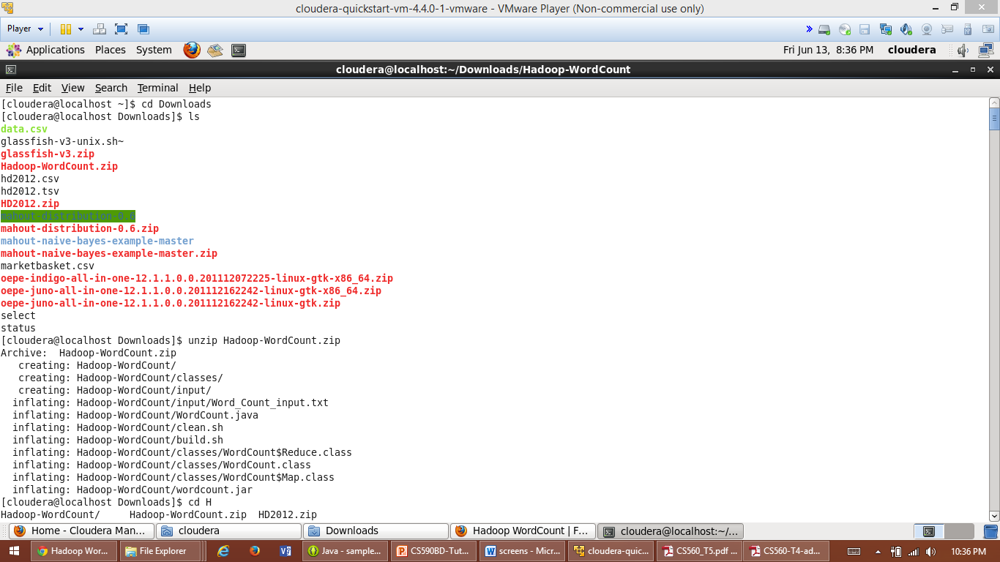 cloudera-quickstart-vm-4.4.0-1-vmware - VMware Player (Non-commercial use only)
Player
Applications Places System Fri Jun 13, 8:36 PM cloudera
cloudera@localhost:~/Downloads/Hadoop-WordCount
File Edit View Search Terminal Help
[cloudera@localhost ~]$ cd Downloads
[cloudera@localhost Downloads]$ ls
data.csv
glassfish-v3-unix.sh~
glassfish-v3.zip
Hadoop-WordCount.zip
hd2012.csv
hd2012.tsv
HD2012.zip
mahout-distribution-0.6
mahout-distribution-0.6.zip
mahout-naive-bayes-example-master
mahout-naive-bayes-example-master.zip
marketbasket.csv
oepe-indigo-all-in-one-12.1.1.0.0.201112072225-linux-gtk-x86_64.zip
oepe-juno-all-in-one-12.1.1.0.0.201112162242-linux-gtk-x86_64.zip
oepe-juno-all-in-one-12.1.1.0.0.201112162242-linux-gtk.zip
select
status
[cloudera@localhost Downloads]$ unzip Hadoop-WordCount.zip
Archive:  Hadoop-WordCount.zip
   creating: Hadoop-WordCount/
   creating: Hadoop-WordCount/classes/
   creating: Hadoop-WordCount/input/
  inflating: Hadoop-WordCount/input/Word_Count_input.txt
  inflating: Hadoop-WordCount/WordCount.java
  inflating: Hadoop-WordCount/clean.sh
  inflating: Hadoop-WordCount/build.sh
  inflating: Hadoop-WordCount/classes/WordCount$Reduce.class
  inflating: Hadoop-WordCount/classes/WordCount.class
  inflating: Hadoop-WordCount/classes/WordCount$Map.class
  inflating: Hadoop-WordCount/wordcount.jar
[cloudera@localhost Downloads]$ cd H
Hadoop-WordCount/     Hadoop-WordCount.zip  HD2012.zip
Home - Cloudera Man... cloudera Downloads Hadoop WordCount | F... cloudera@localhost:~/...
Hadoop Wor... File Explorer Java - sample... CS590BD-Tut... screens - Micr... cloudera-quic... CS560_T5.pdf ... CS560-T4-ad... 10:36 PM